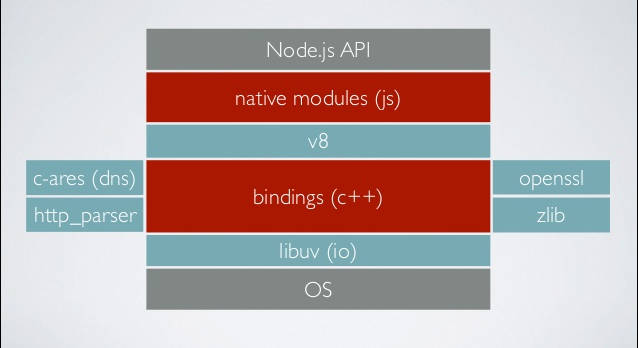 Node.js API
native modules (js)
v8
c-ares (dns)
http_parser
bindings (c++)
openssl
zlib
libuv (io)
OS